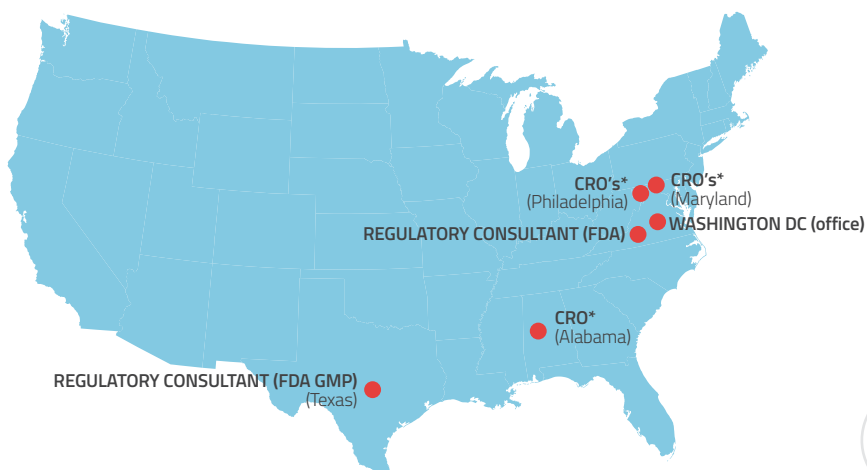 CRO's*
(Philadelphia)
CRO's*
(Maryland)
WASHINGTON DC (office)
REGULATORY CONSULTANT (FDA)
CRO*
(Alabama)
REGULATORY CONSULTANT (FDA GMP)
(Texas)